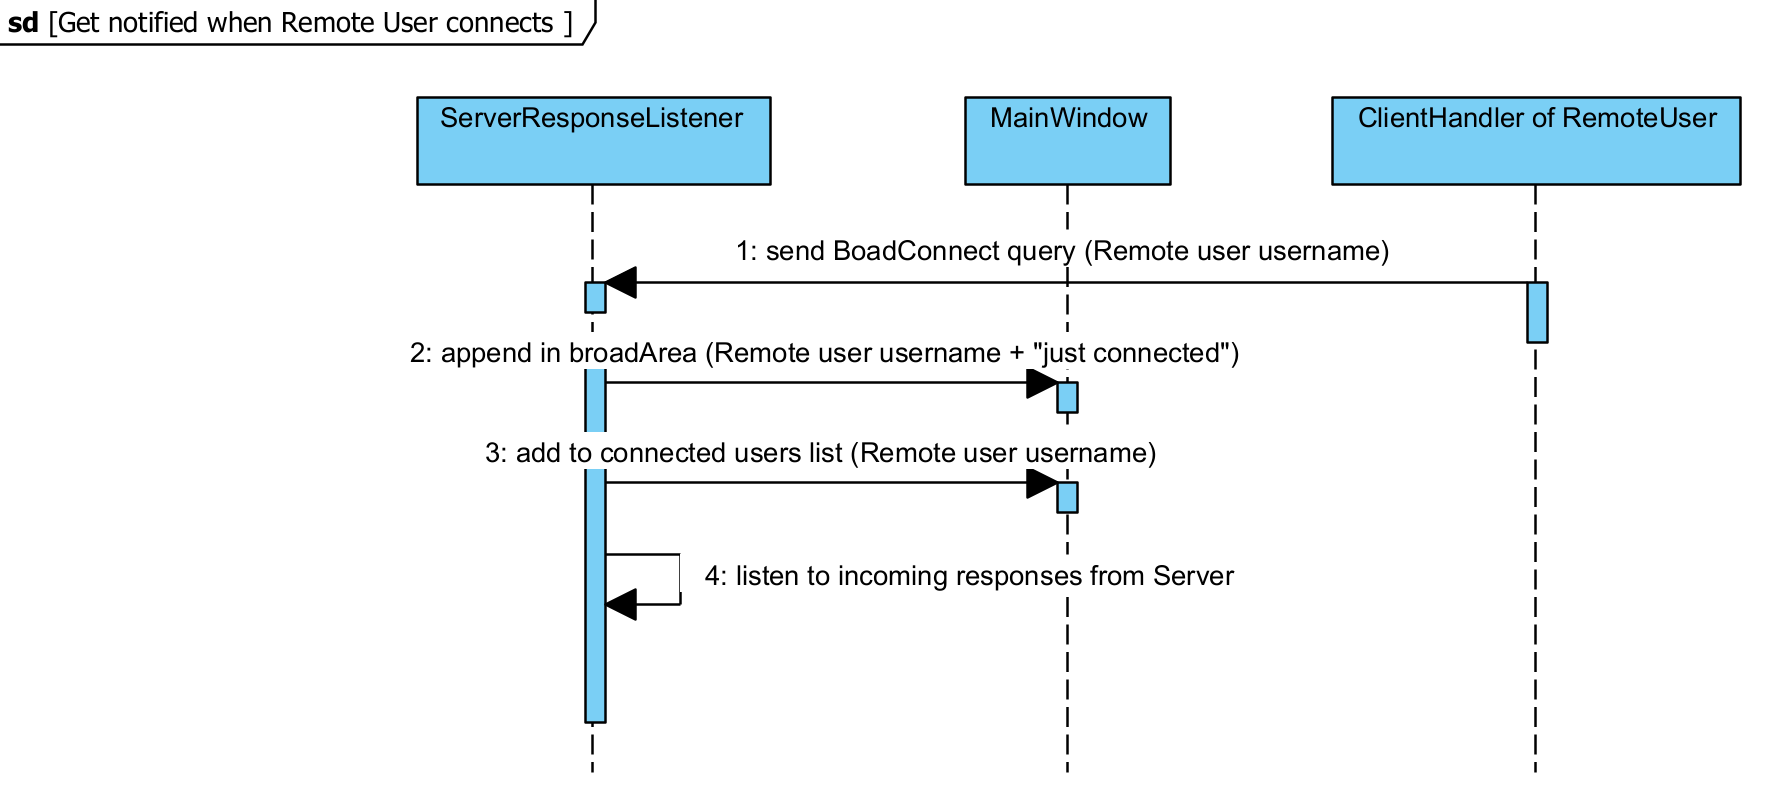 sd [Get notified when Remote User connects ]
ServerResponseListener
MainWindow
ClientHandler of RemoteUser
1: send BoadConnect query (Remote user username)
2: append in broadArea (Remote user username + "just connected")
3: add to connected users list (Remote user username)
4: listen to incoming responses from Server